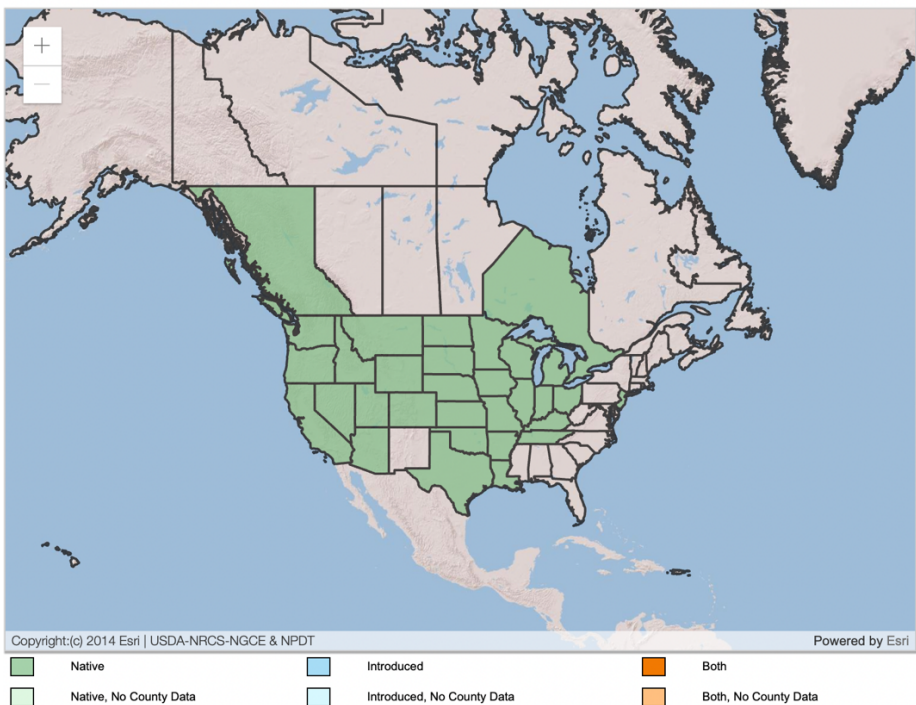 +
−
Copyright:(c) 2014 Esri | USDA-NRCS-NGCE & NPDT
Powered by Esri
Native
Introduced
Both
Native, No County Data
Introduced, No County Data
Both, No County Data